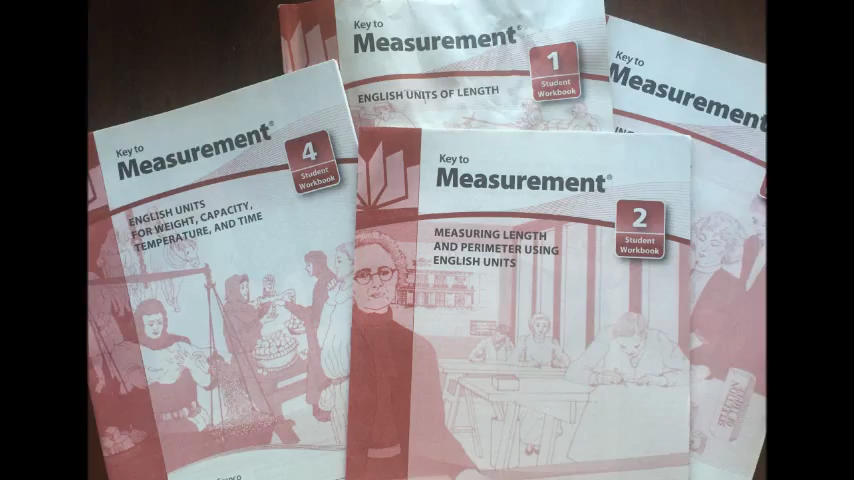 Key to
Measurement®
1
Student
Workbook
ENGLISH UNITS OF LENGTH
Key to
Measurement
Key to
Measurement®
4
Student
Workbook
ENGLISH UNITS
FOR WEIGHT, CAPACITY,
TEMPERATURE, AND TIME
Key to
Measurement®
2
Student
Workbook
MEASURING LENGTH
AND PERIMETER USING
ENGLISH UNITS